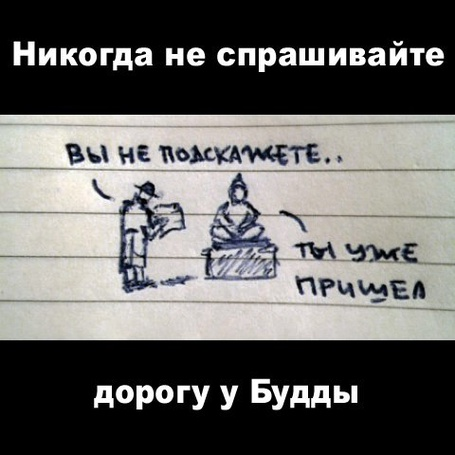 Никогда не спрашивайте
ВЫ НЕ ПОДСКАЖЕТЕ..
ТЫ УЖЕ
ПРИШЕЛ
дорогу у Будды